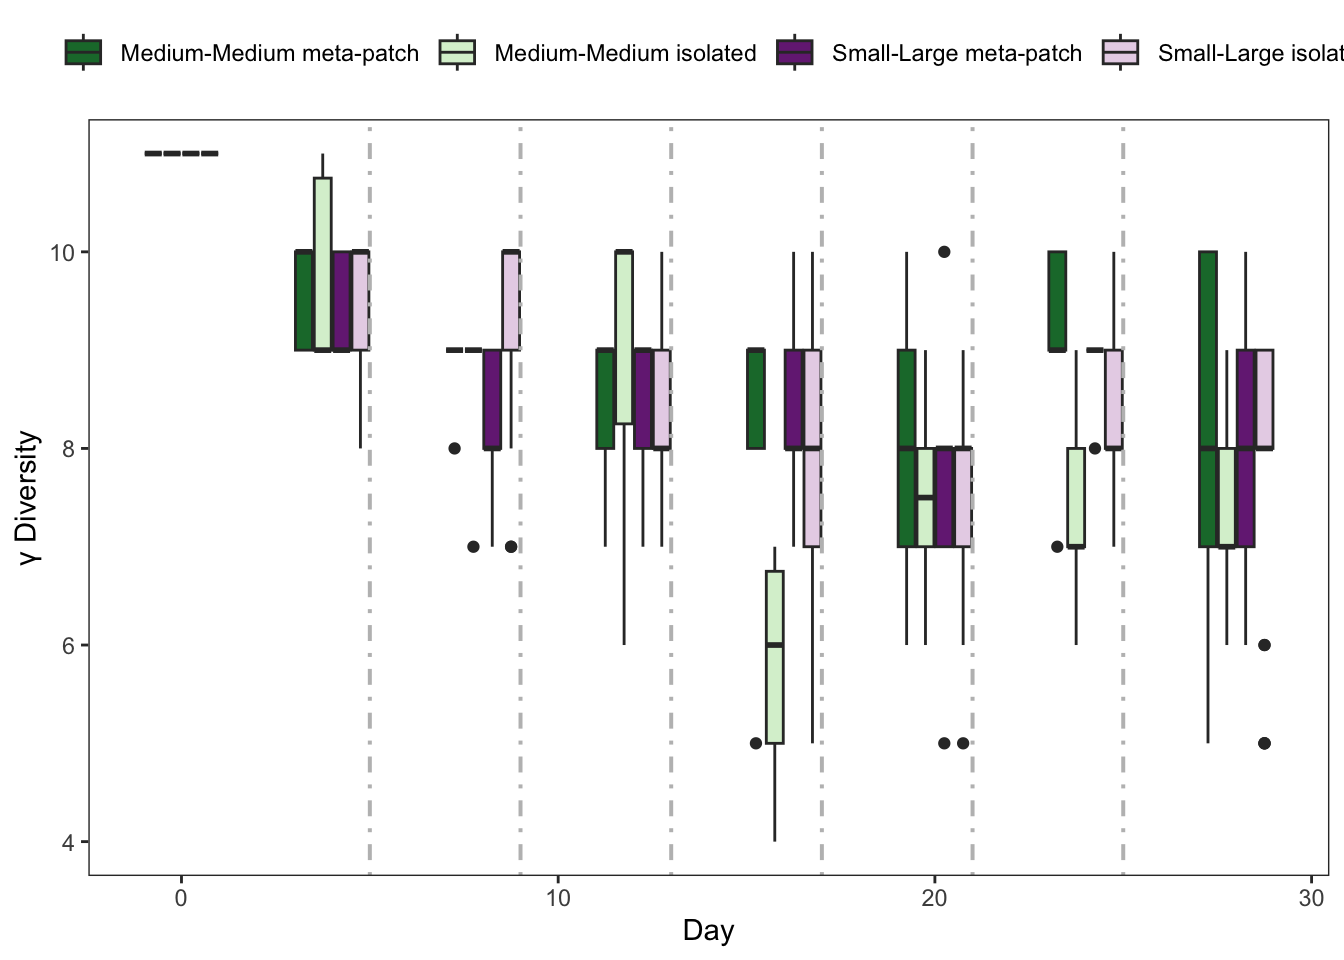 Medium-Medium meta-patch Medium-Medium isolated Small-Large meta-patch Small-Large isolat
10
8
6
4
γ Diversity
0 10 20 30
Day